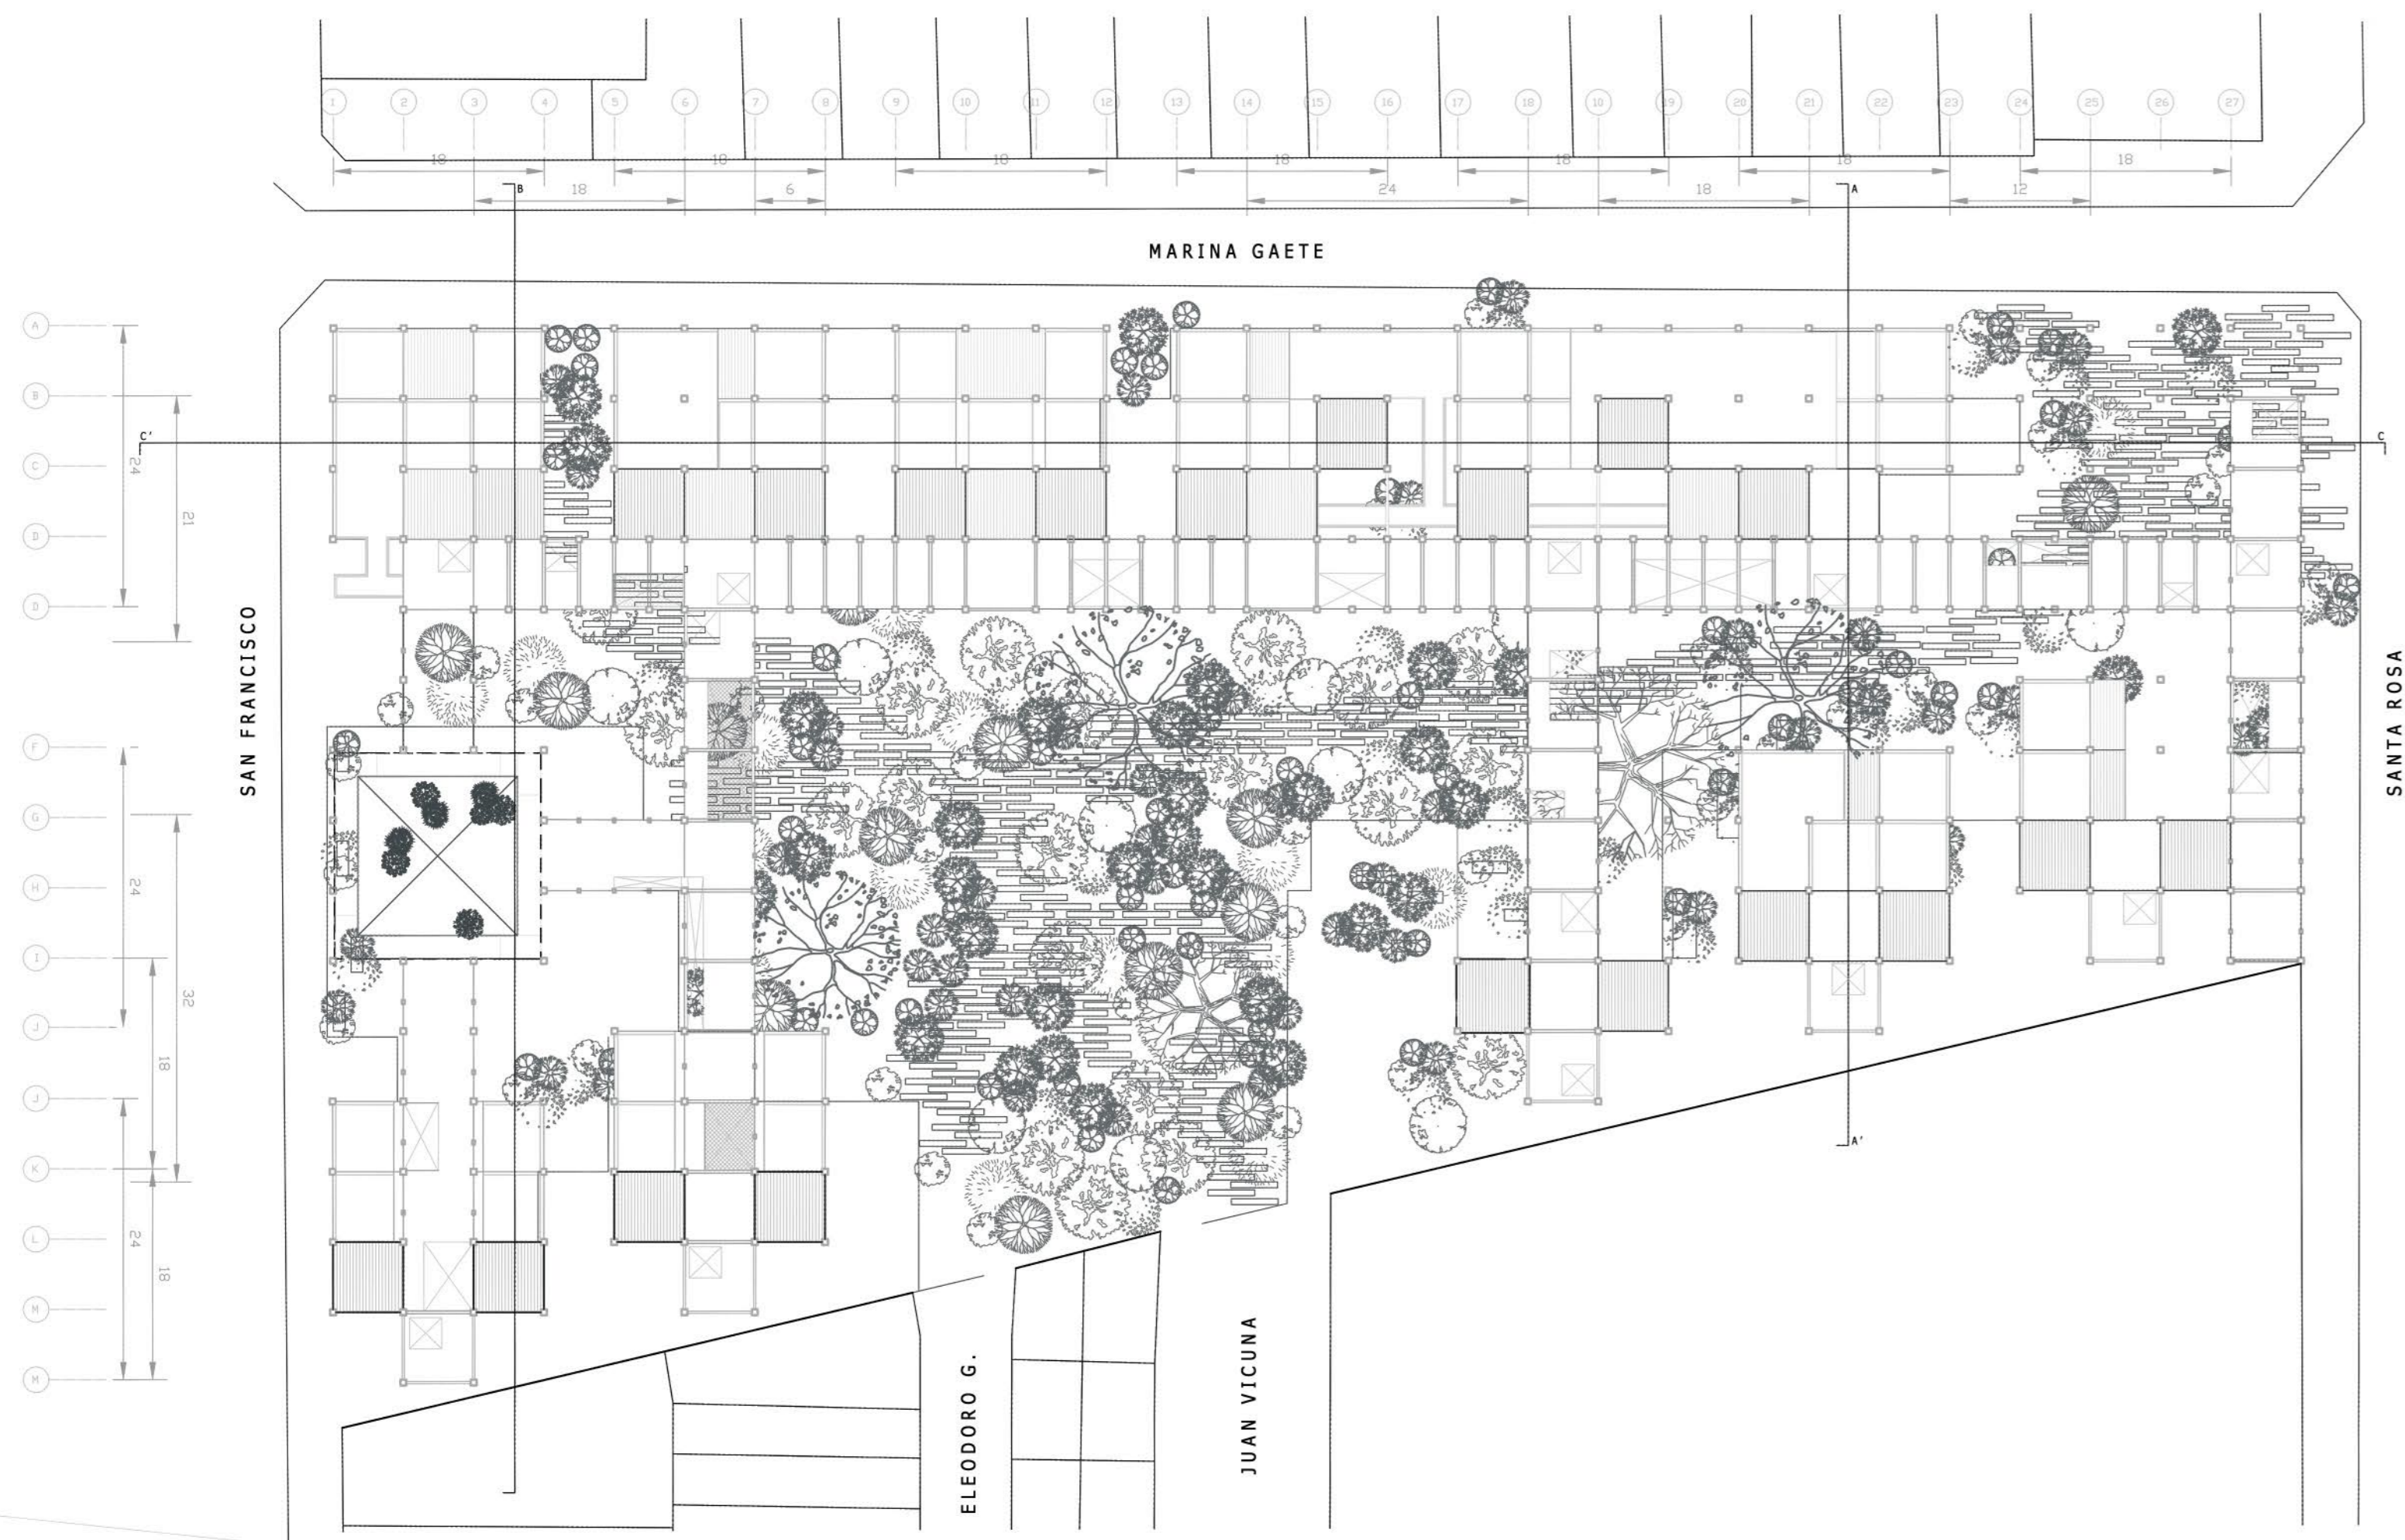 1 2 3 4 5 6 7 8 9 10 11 12 13 14 15 16 17 18 10 19 20 21 22 23 24 25 26 27
18 18 18 18 18 18 18
B 18 6 24 18 A 12
MARINA GAETE
A
B
C' C
C
24
21
D
D
SAN FRANCISCO
SANTA ROSA
F
G
H
24
I
32
J
18
J
A'
K
L
24
18
M
M
ELEODORO G.
JUAN VICUNA